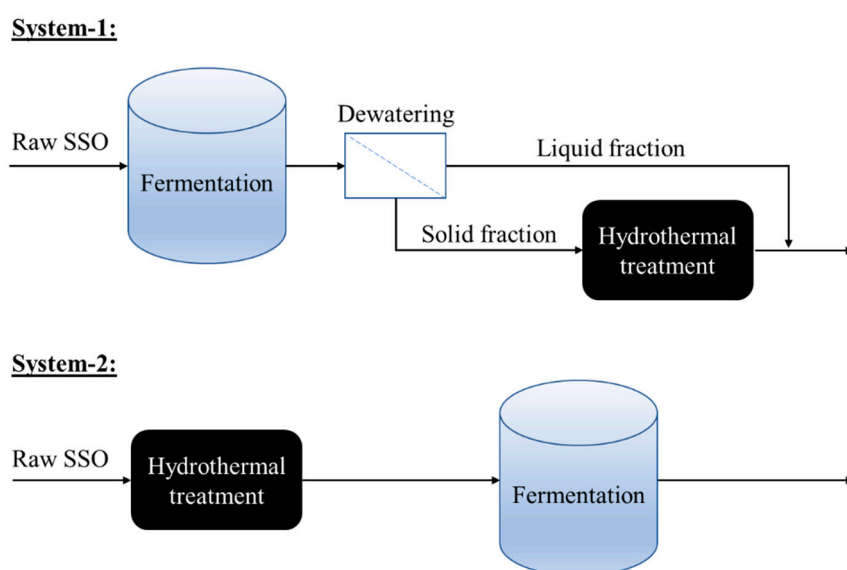 System-1:
Dewatering
Raw SSO
Liquid fraction
Fermentation
Solid fraction
Hydrothermal
treatment
System-2:
Raw SSO
Hydrothermal
treatment
Fermentation